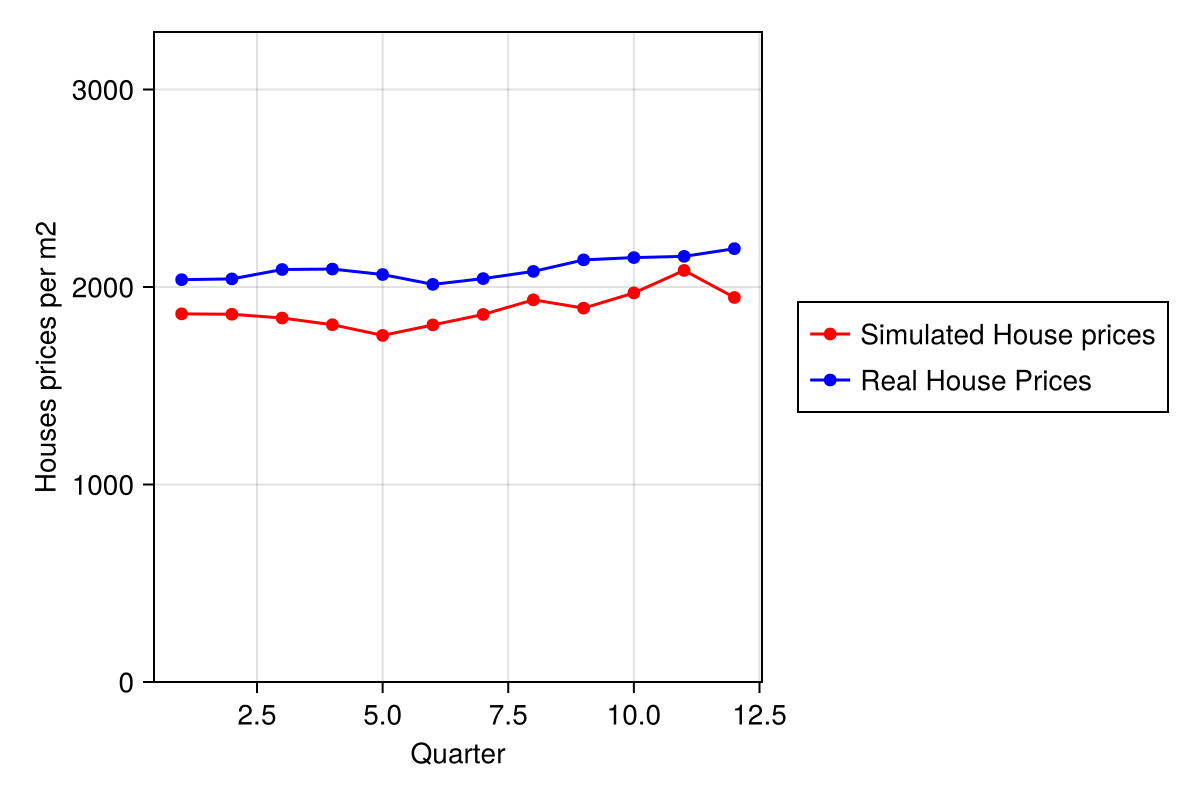 3000
2000
1000
0
Houses prices per m2
2.5 5.0 7.5 10.0 12.5
Quarter
Simulated House prices
Real House Prices